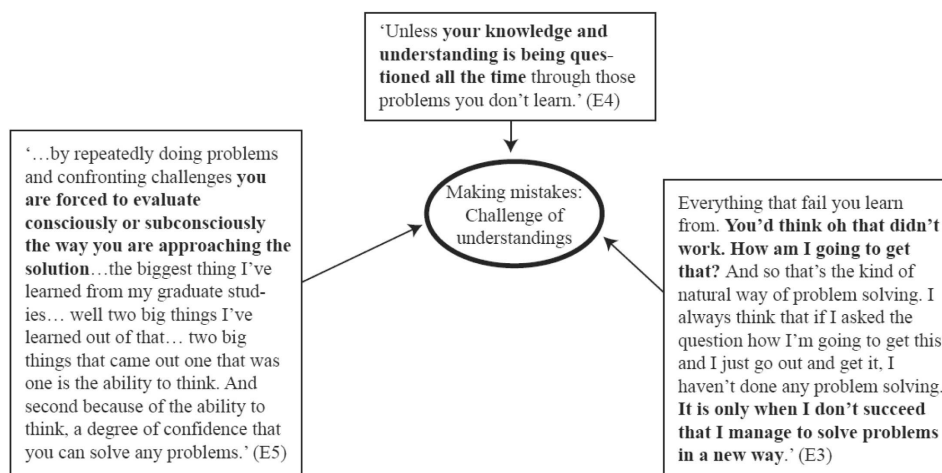 ‘Unless your knowledge and
understanding is being ques-
tioned all the time through those
problems you don’t learn.’ (E4)
‘…by repeatedly doing problems
and confronting challenges you
are forced to evaluate
consciously or subconsciously
the way you are approaching the
solution…the biggest thing I’ve
learned from my graduate stud-
ies… well two big things I’ve
learned out of that… two big
things that came out one that was
one is the ability to think. And
second because of the ability to
think, a degree of confidence that
you can solve any problems.’ (E5)
Making mistakes:
Challenge of
understandings
Everything that fail you learn
from. You’d think oh that didn’t
work. How am I going to get
that? And so that’s the kind of
natural way of problem solving. I
always think that if I asked the
question how I’m going to get this
and I just go out and get it, I
haven’t done any problem solving.
It is only when I don’t succeed
that I manage to solve problems
in a new way.’ (E3)